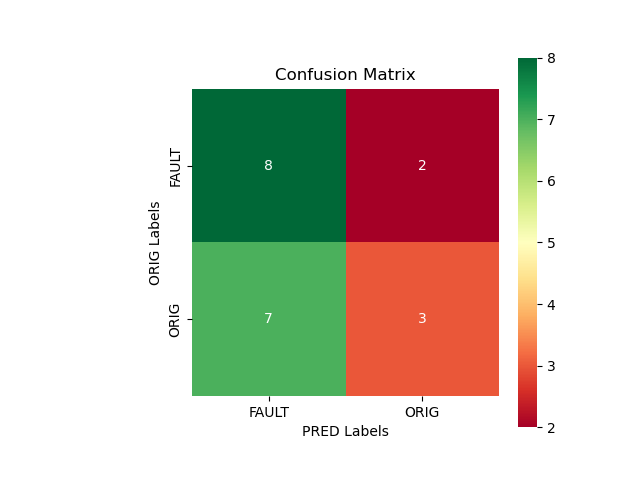 Confusion Matrix
ORIG Labels
FAULT
ORIG
8
2
7
3
FAULT
ORIG
PRED Labels
8
7
6
5
4
3
2